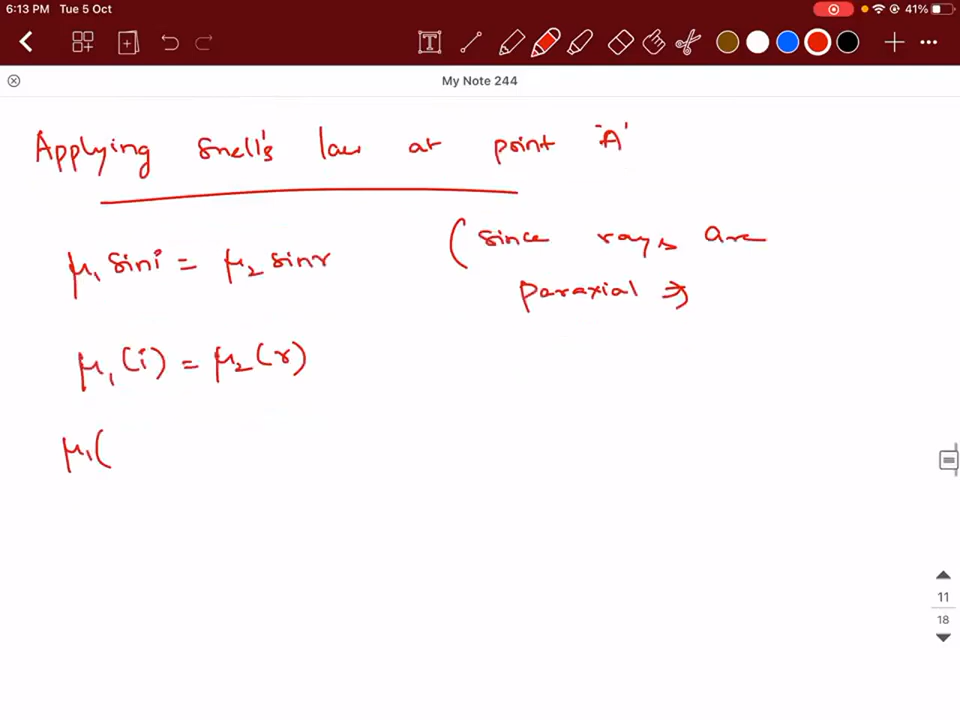 6:13 PM Tue 5 Oct
41%
My Note 244
Applying Snell's law at point 'A'
μ₁ sini = μ₂ sinr
(since rays are
paraxial ⇒
μ₁(i) = μ₂(r)
μ₁(
11
18